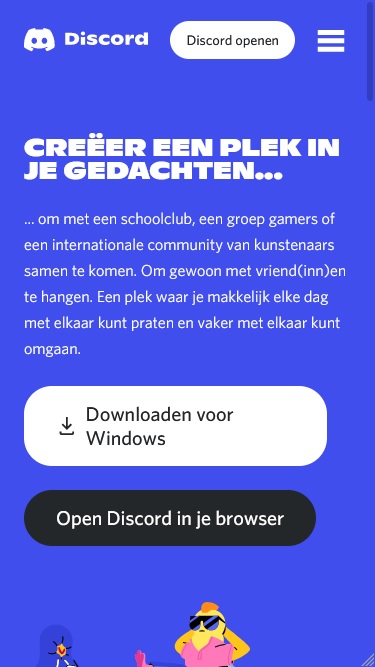 Discord
Discord openen
CREËER EEN PLEK IN
JE GEDACHTEN...
... om met een schoolclub, een groep gamers of
een internationale community van kunstenaars
samen te komen. Om gewoon met vriend(inn)en
te hangen. Een plek waar je makkelijk elke dag
met elkaar kunt praten en vaker met elkaar kunt
omgaan.
Downloaden voor
Windows
Open Discord in je browser